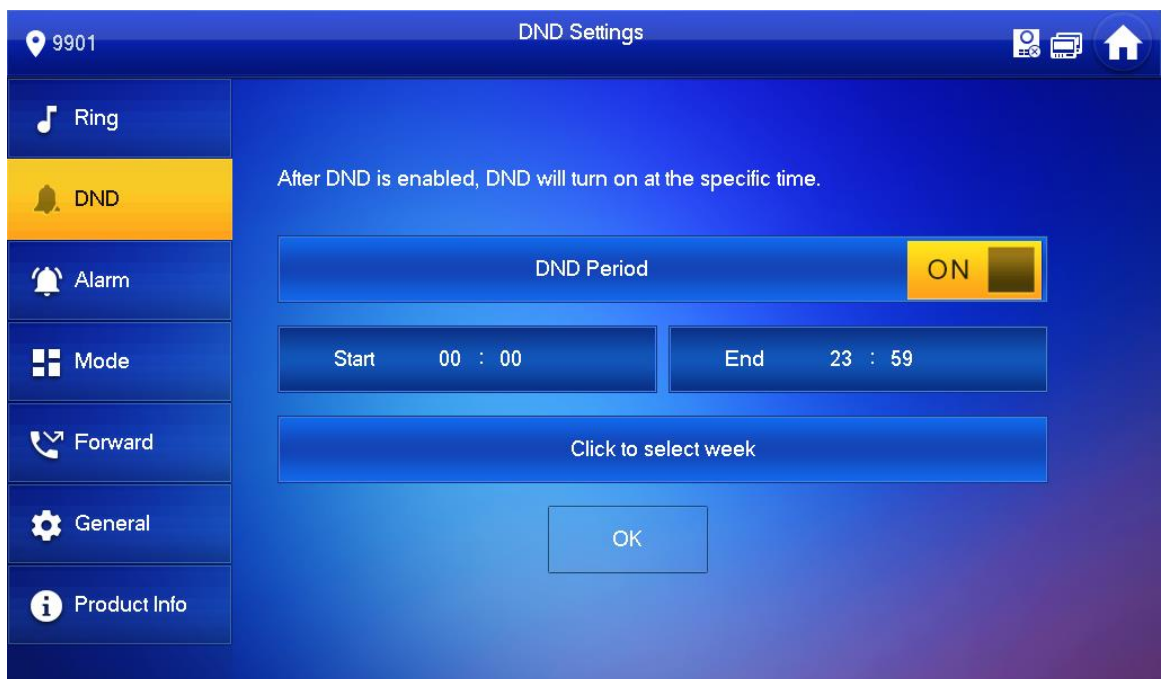 9901
DND Settings
Ring
DND
Alarm
Mode
Forward
General
Product Info
After DND is enabled, DND will turn on at the specific time.
DND Period
ON
Start 00 : 00
End 23 : 59
Click to select week
OK